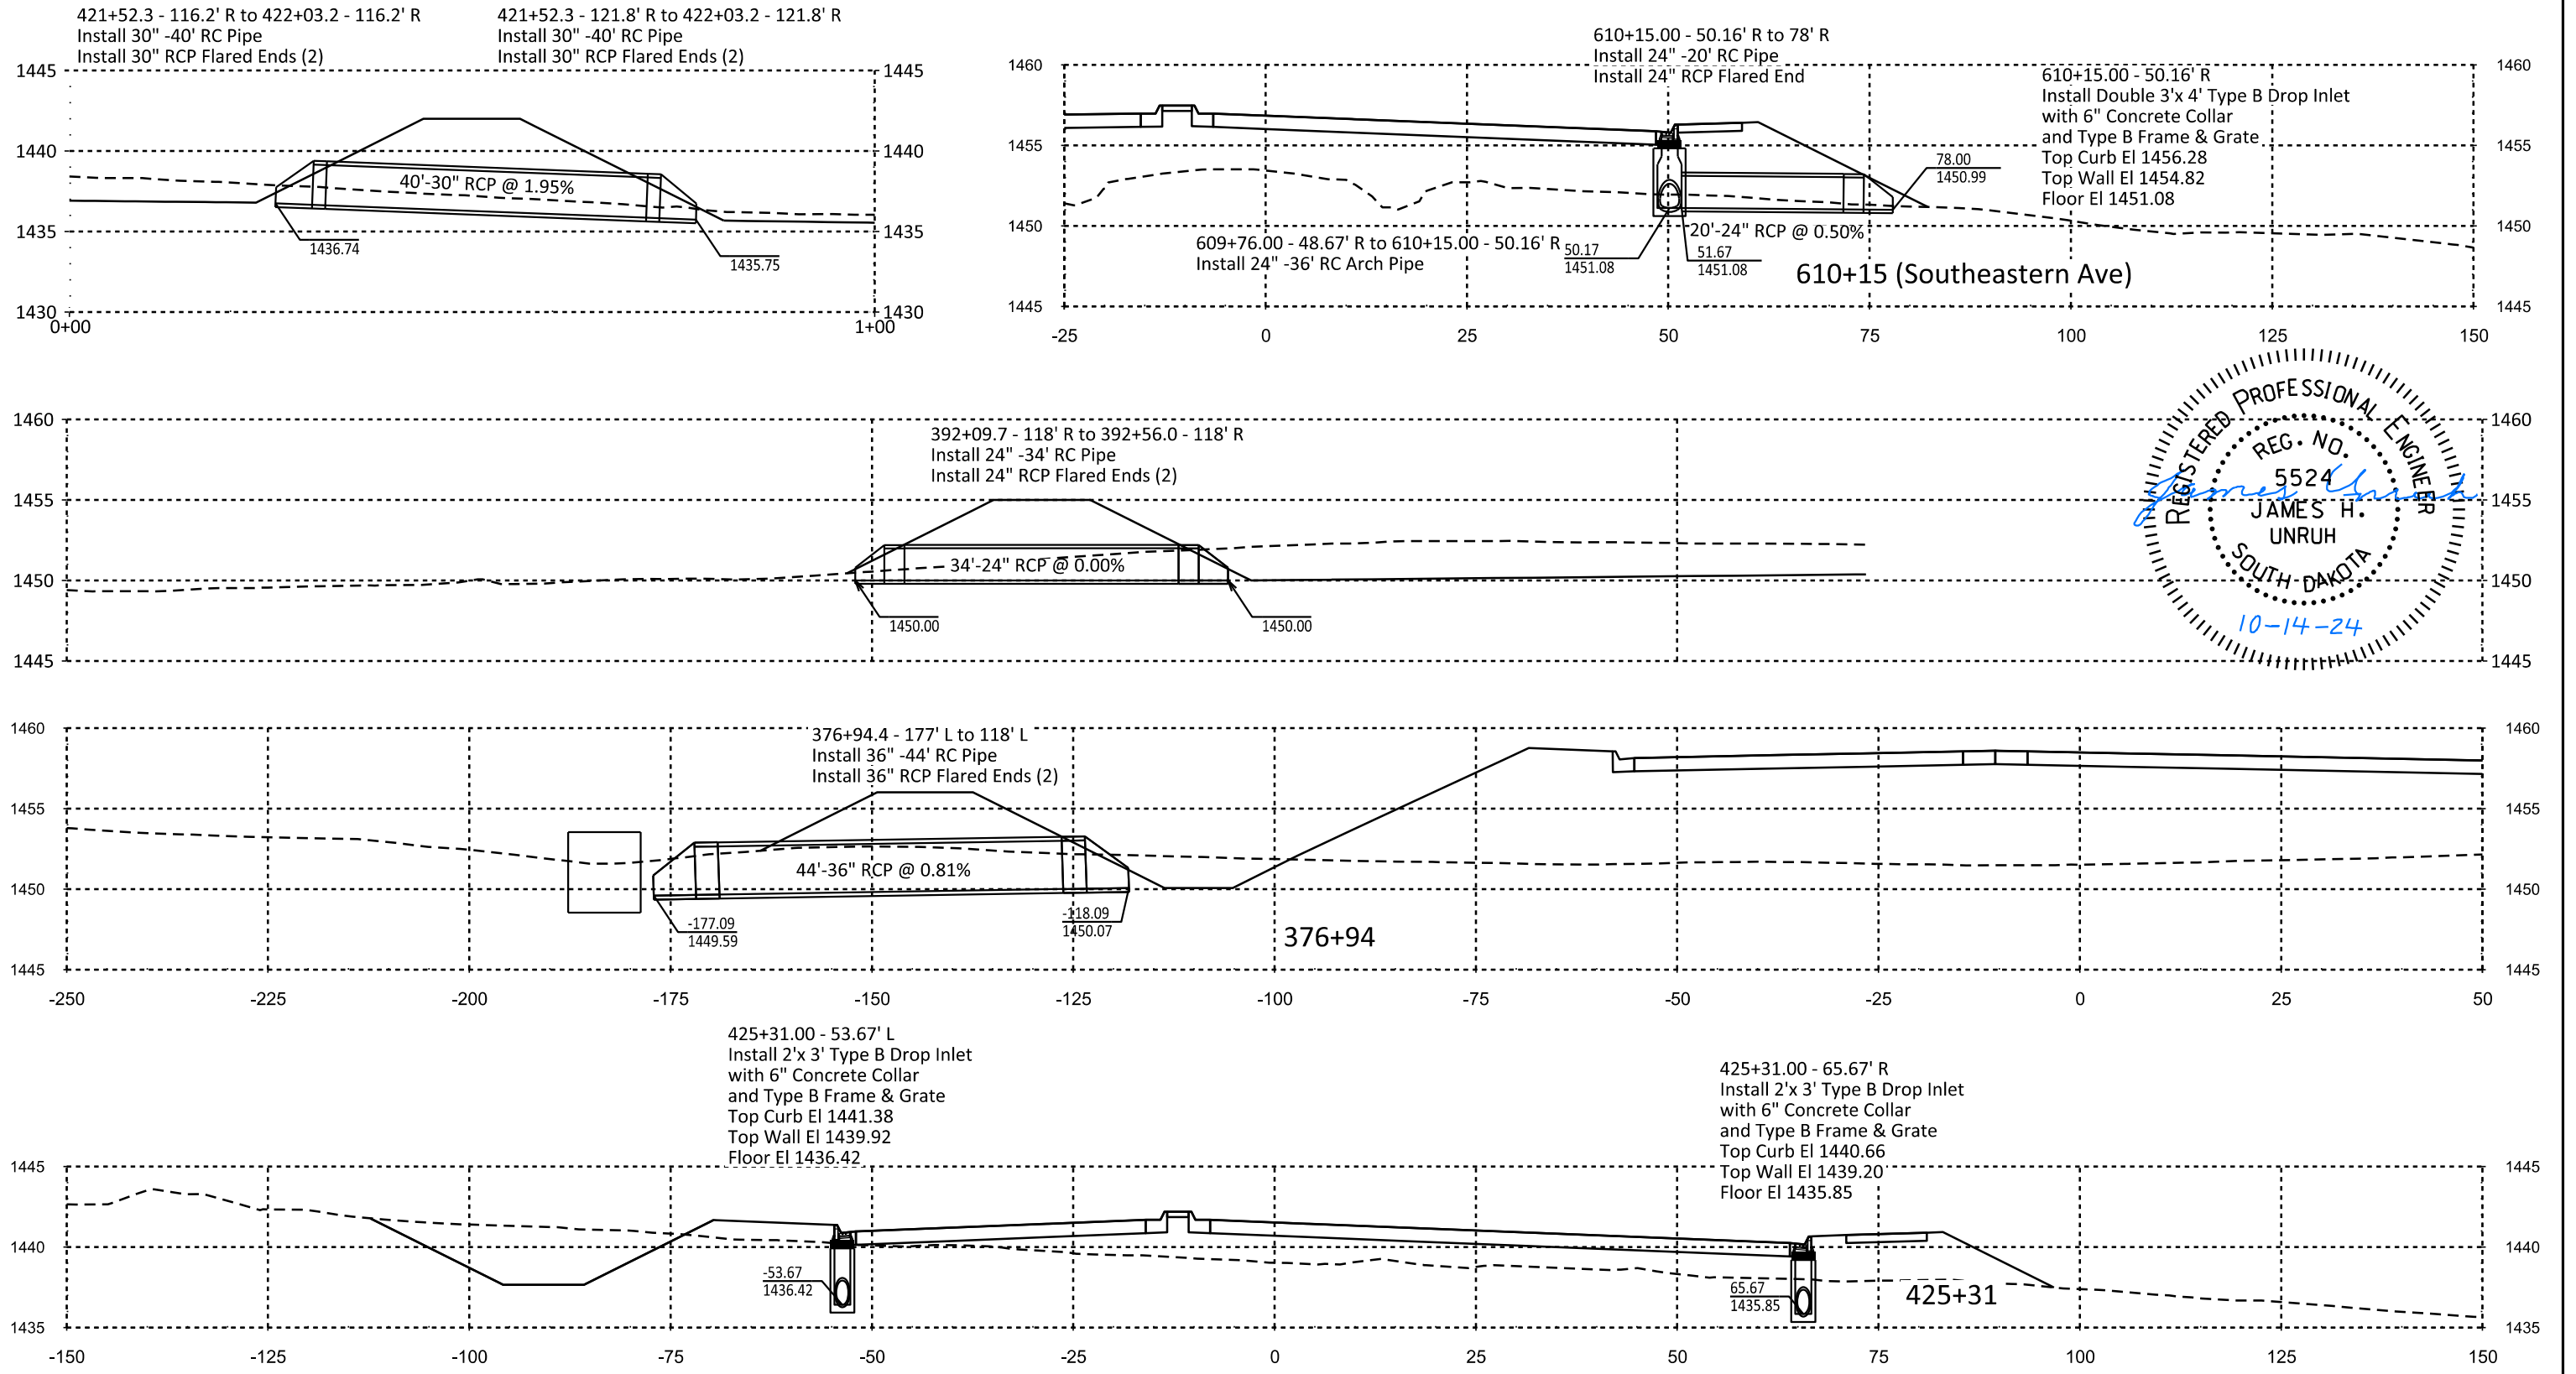 421+52.3 - 116.2' R to 422+03.2 - 116.2' R
Install 30" -40' RC Pipe
Install 30" RCP Flared Ends (2)
421+52.3 - 121.8' R to 422+03.2 - 121.8' R
Install 30" -40' RC Pipe
Install 30" RCP Flared Ends (2)
1445 1445
1440 1440
40'-30" RCP @ 1.95%
1435 1435
1436.74
1435.75
1430 1430
0+00 1+00
610+15.00 - 50.16' R to 78' R
Install 24" -20' RC Pipe
Install 24" RCP Flared End
610+15.00 - 50.16' R
Install Double 3'x 4' Type B Drop Inlet
with 6" Concrete Collar
and Type B Frame & Grate
Top Curb El 1456.28
Top Wall El 1454.82
Floor El 1451.08
1460 1460
1455 1455
78.00
1450.99
1450 1450
20'-24" RCP @ 0.50%
609+76.00 - 48.67' R to 610+15.00 - 50.16' R
Install 24" -36' RC Arch Pipe
50.17
1451.08
51.67
1451.08
610+15 (Southeastern Ave)
1445 1445
-25 0 25 50 75 100 125 150
1460 1460
392+09.7 - 118' R to 392+56.0 - 118' R
Install 24" -34' RC Pipe
Install 24" RCP Flared Ends (2)
1455 1455
34'-24" RCP @ 0.00%
1450 1450
1450.00 1450.00
1445 1445
REGISTERED PROFESSIONAL ENGINEER
REG. NO.
5524
James Unruh
JAMES H.
UNRUH
SOUTH DAKOTA
10-14-24
1460 1460
376+94.4 - 177' L to 118' L
Install 36" -44' RC Pipe
Install 36" RCP Flared Ends (2)
1455 1455
44'-36" RCP @ 0.81%
1450 1450
-177.09
1449.59
-118.09
1450.07
376+94
1445 1445
-250 -225 -200 -175 -150 -125 -100 -75 -50 -25 0 25 50
425+31.00 - 53.67' L
Install 2'x 3' Type B Drop Inlet
with 6" Concrete Collar
and Type B Frame & Grate
Top Curb El 1441.38
Top Wall El 1439.92
Floor El 1436.42
425+31.00 - 65.67' R
Install 2'x 3' Type B Drop Inlet
with 6" Concrete Collar
and Type B Frame & Grate
Top Curb El 1440.66
Top Wall El 1439.20
Floor El 1435.85
1445 1445
1440 1440
-53.67
1436.42
65.67
1435.85
425+31
1435 1435
-150 -125 -100 -75 -50 -25 0 25 50 75 100 125 150